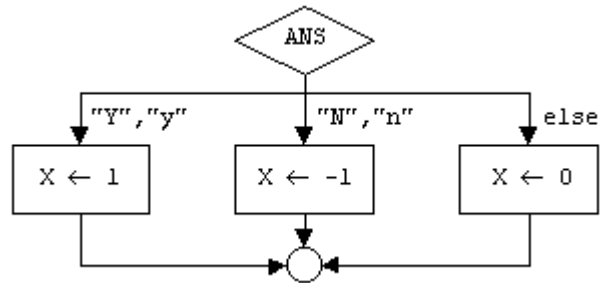 ANS
"Y","y" "N","n" else
X ← 1 X ← -1 X ← 0